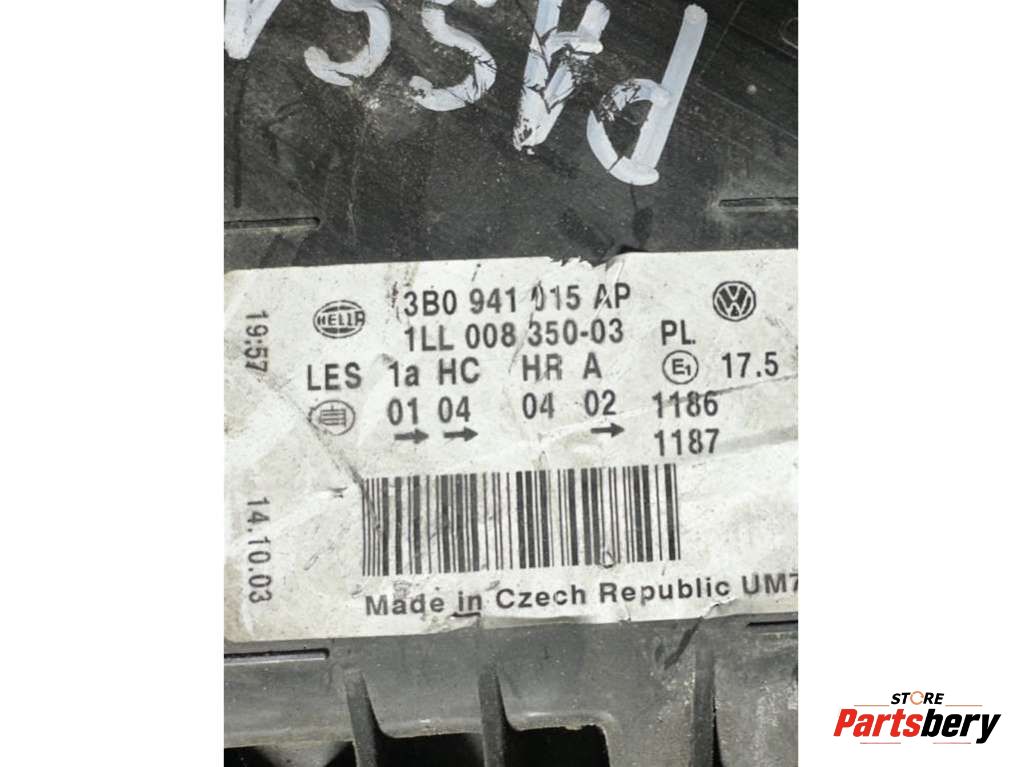 PASSA
HELLA
3B0 941 015 AP
1LL 008 350-03 PL
LES 1a HC HR A E1 17.5
01 04 04 02 1186
1187
19:57
14.10.03
Made in Czech Republic UM7
STORE
Partsbery